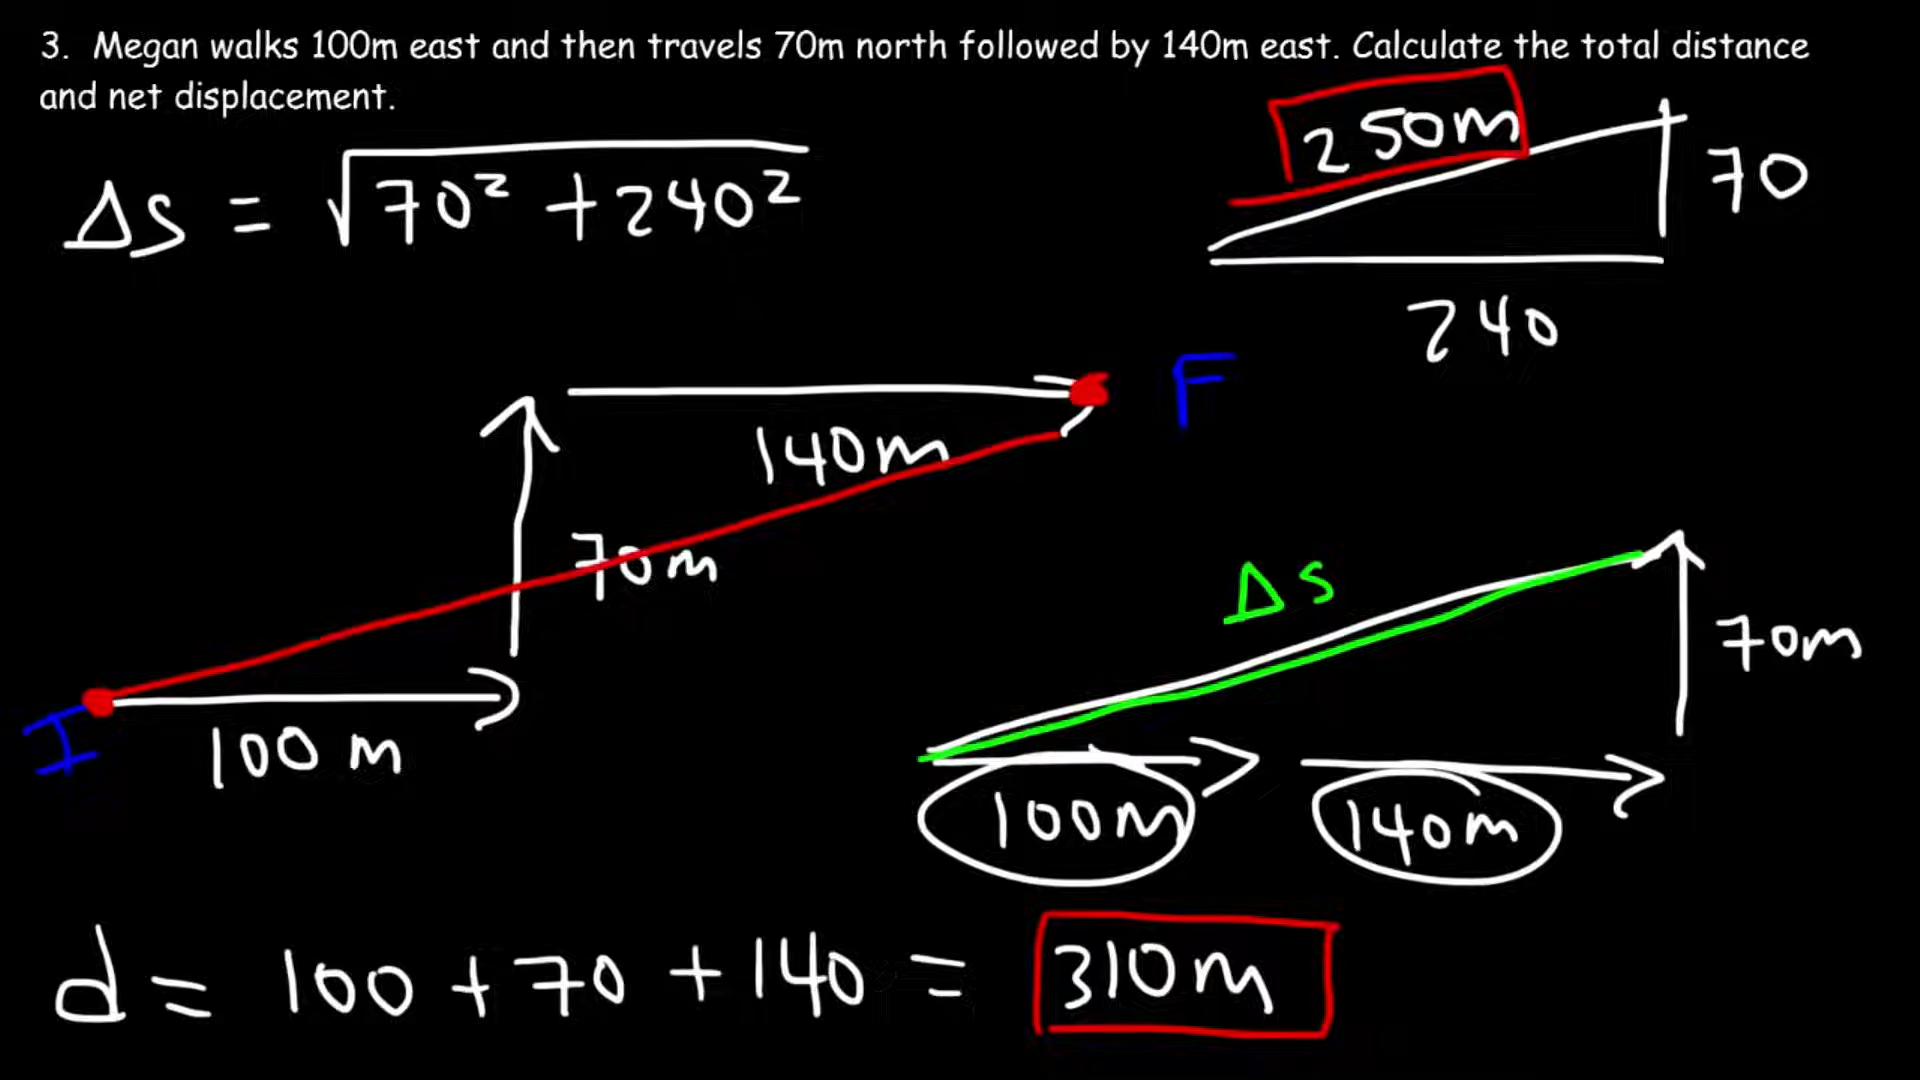 3. Megan walks 100m east and then travels 70m north followed by 140m east. Calculate the total distance
and net displacement.
250m
70
Δs = √70² + 240²
240
F
140m
70m
Δs
70m
I
100 m
100m
140m
d = 100 + 70 + 140 = 310m